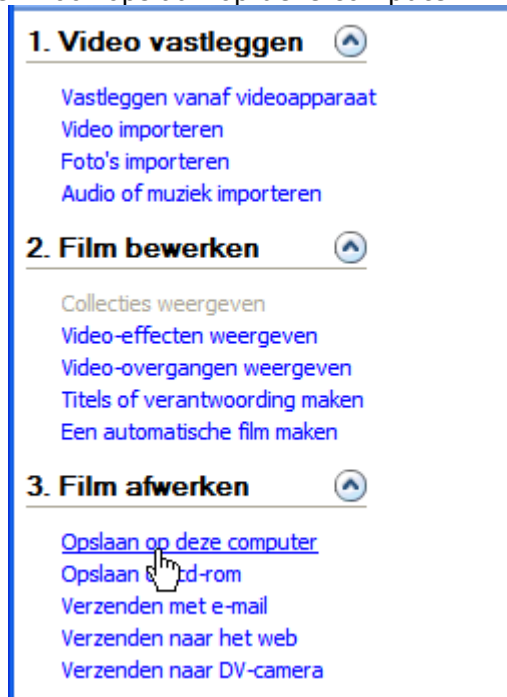 1. Video vastleggen
Vastleggen vanaf videoapparaat
Video importeren
Foto's importeren
Audio of muziek importeren
2. Film bewerken
Collecties weergeven
Video-effecten weergeven
Video-overgangen weergeven
Titels of verantwoording maken
Een automatische film maken
3. Film afwerken
Opslaan op deze computer
Opslaan cd-rom
Verzenden met e-mail
Verzenden naar het web
Verzenden naar DV-camera